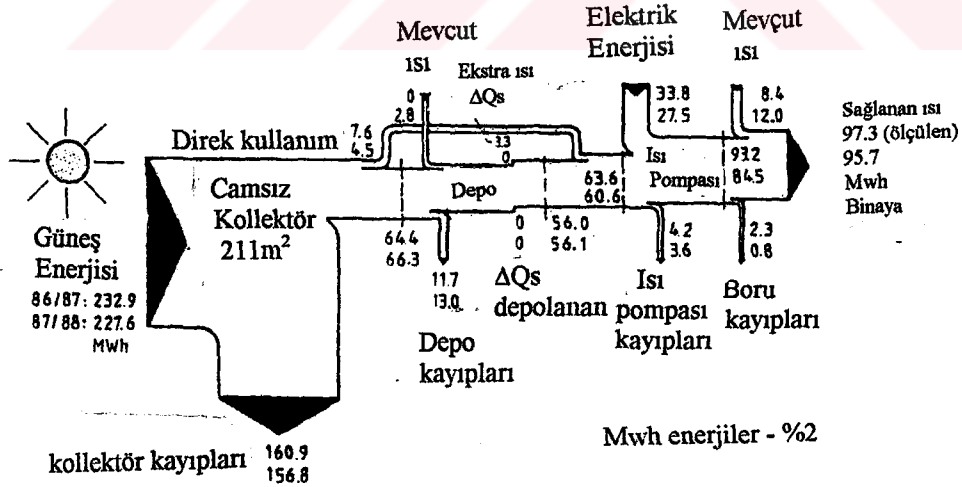 Mevcut
ısı
0
2.8
Ekstra ısı
ΔQs
3.3
0
Elektrik
Enerjisi
33.8
27.5
Mevçut
ısı
8.4
12.0
Sağlanan ısı
97.3 (ölçülen)
95.7
Mwh
Binaya
Direk kullanım
7.6
4.5
Camsız
Kollektör
211m²
Depo
63.6
60.6
Isı
Pompası
93.2
84.5
Güneş
Enerjisi
86/87: 232.9
87/88: 227.6
MWh
64.4
66.3
11.7
13.0
Depo
kayıpları
0
0
ΔQs
depolanan
56.0
56.1
4.2
3.6
Isı
pompası
kayıpları
2.3
0.8
Boru
kayıpları
kollektör kayıpları
160.9
156.8
Mwh enerjiler - %2